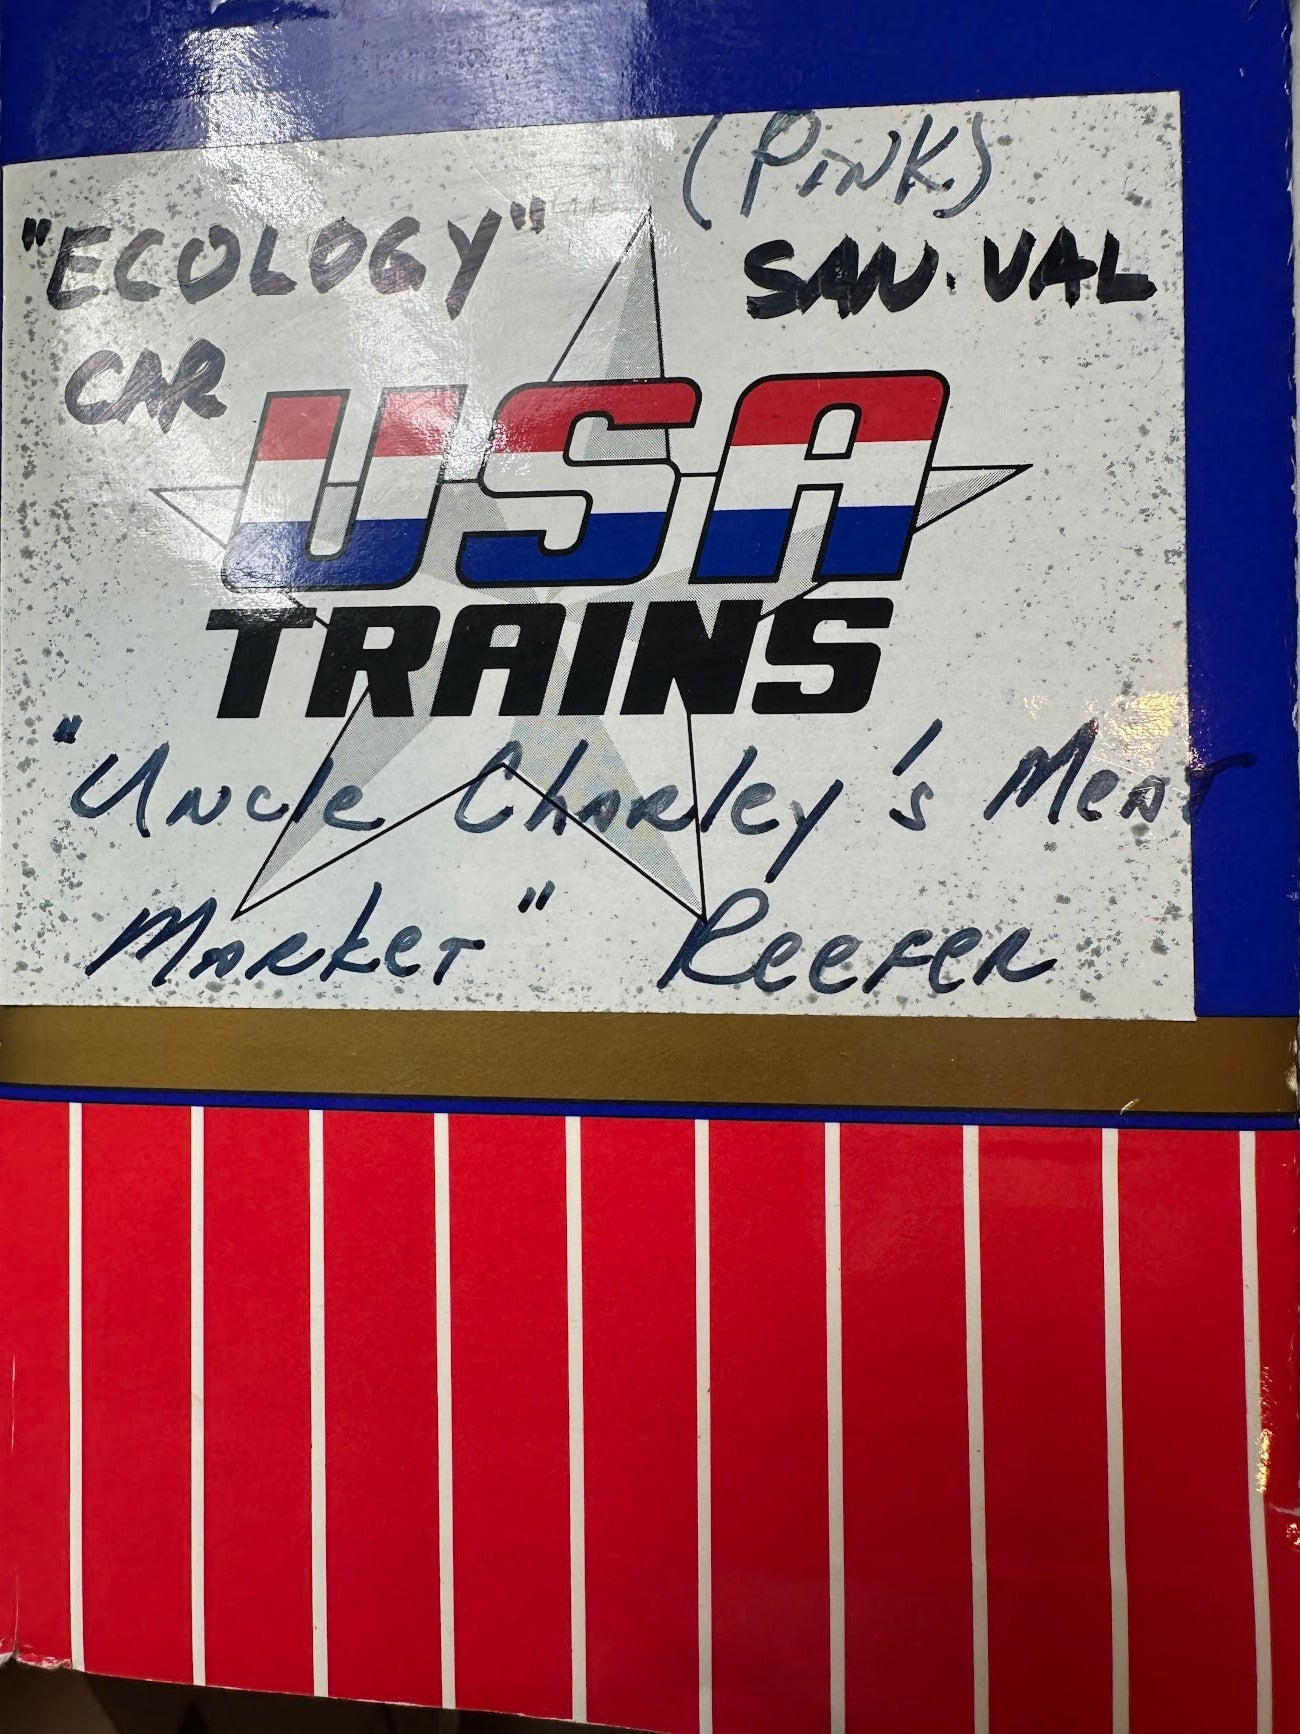 (PINK)
"ECOLOGY"
SAN.VAL
CAR
USA
TRAINS
"Uncle Charley's Meat
Market" Reefer